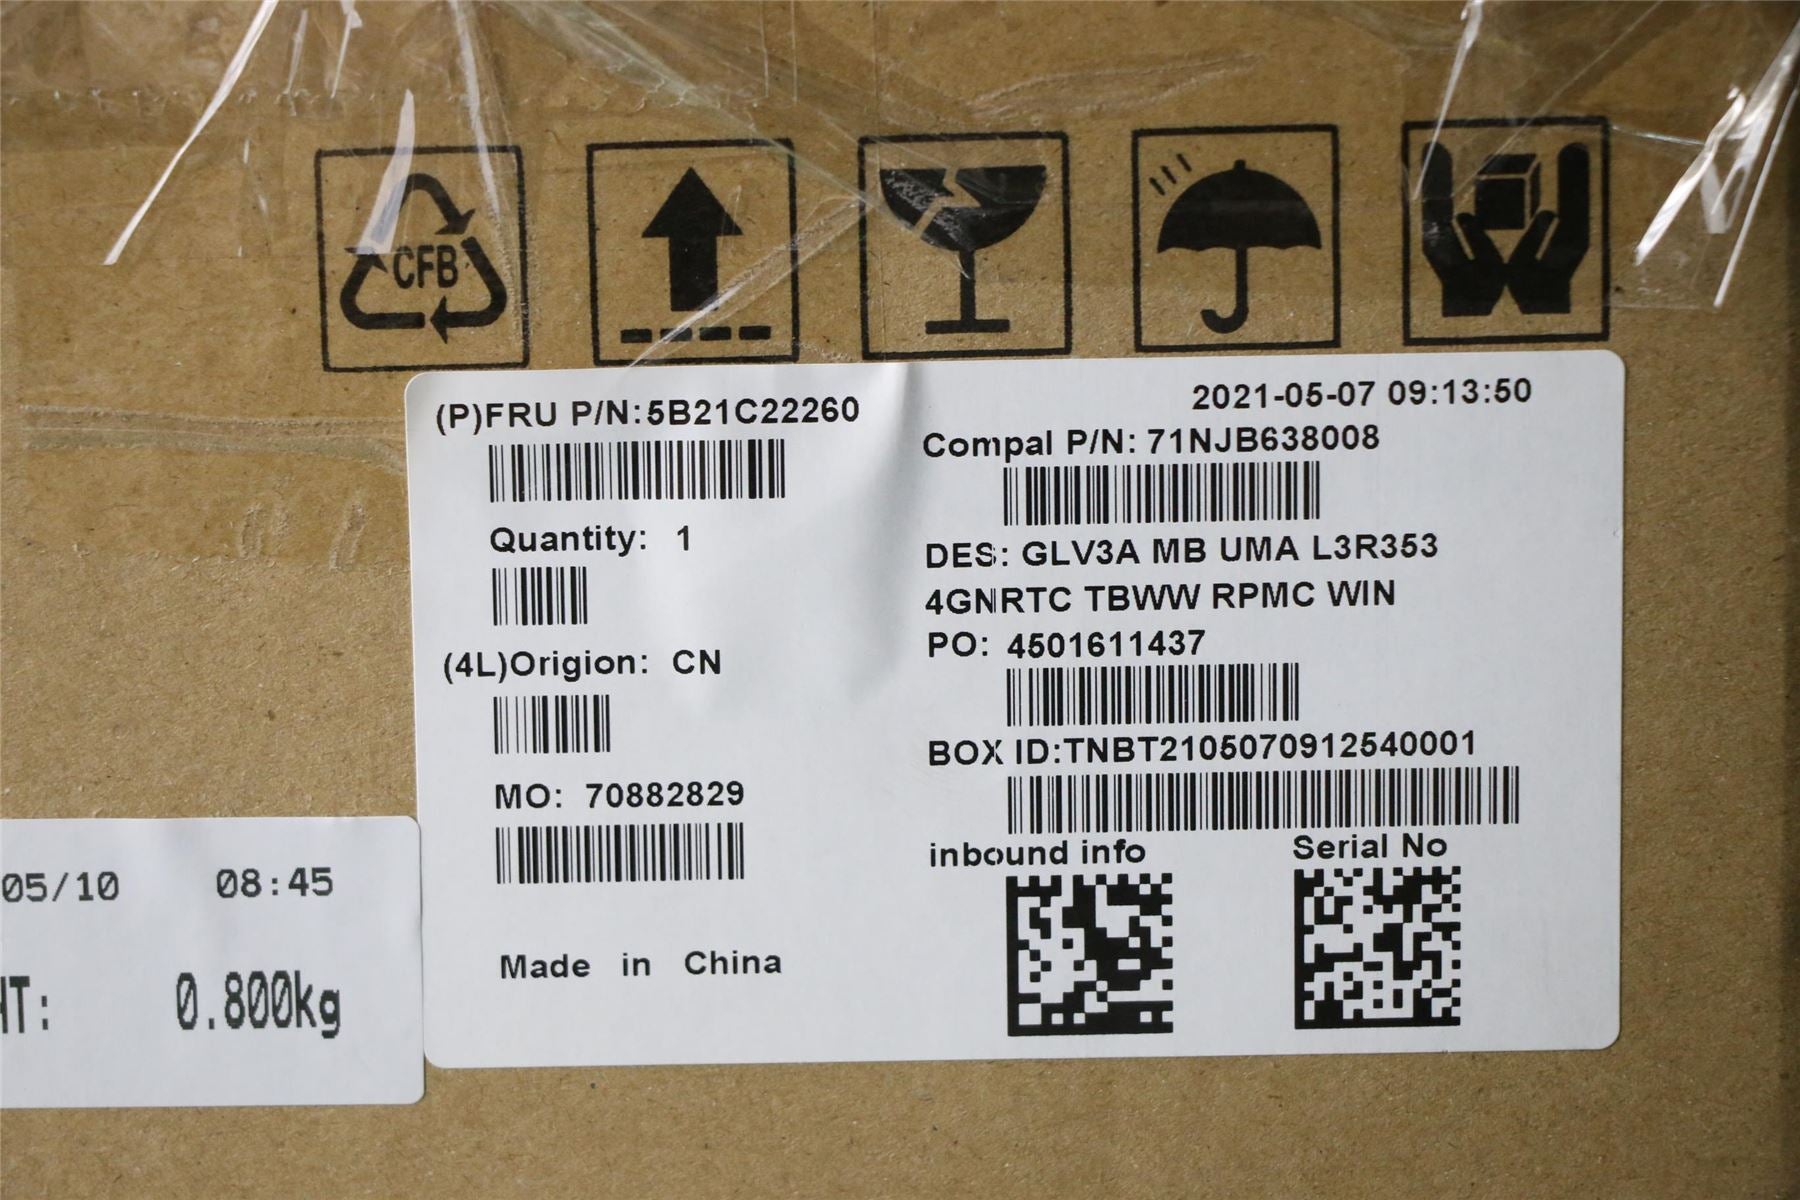 CFB
(P)FRU P/N:5B21C22260
Quantity: 1
(4L)Origion: CN
MO: 70882829
Made in China
2021-05-07 09:13:50
Compal P/N: 71NJB638008
DES: GLV3A MB UMA L3R353
4GNRTC TBWW RPMC WIN
PO: 4501611437
BOX ID:TNBT2105070912540001
inbound info
Serial No
05/10 08:45
HT: 0.800kg